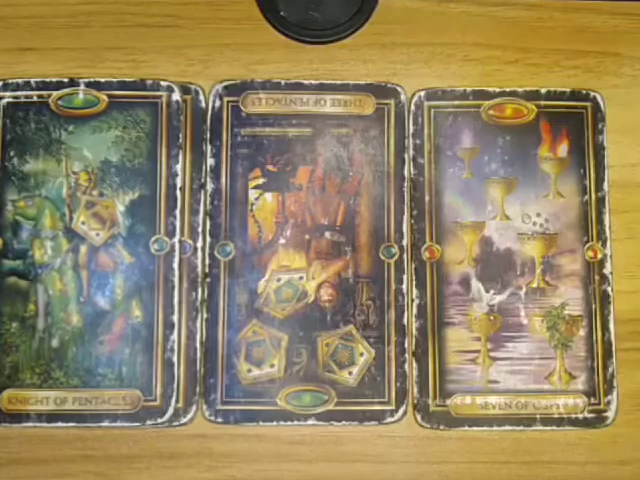 KNIGHT OF PENTACLES
THREE OF PENTACLES
SEVEN OF CUPS